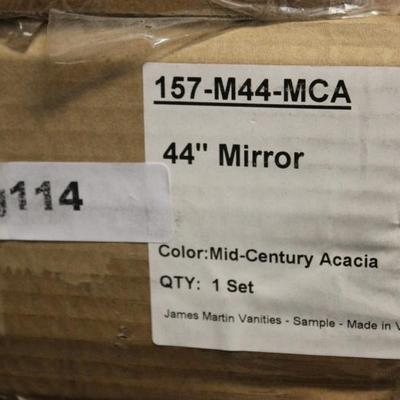 157-M44-MCA
44" Mirror
114
Color:Mid-Century Acacia
QTY: 1 Set
James Martin Vanities - Sample - Made in